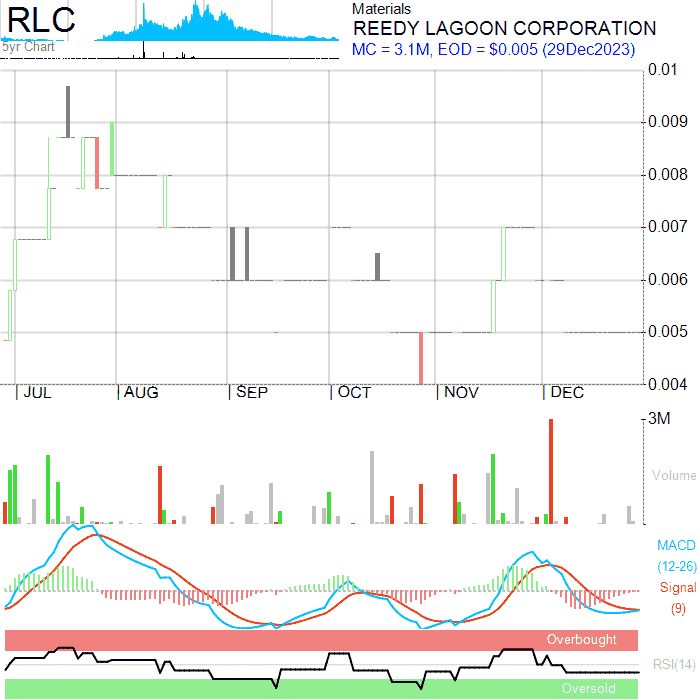 RLC
5yr Chart
Materials
REEDY LAGOON CORPORATION
MC = 3.1M, EOD = $0.005 (29Dec2023)
0.01
0.009
0.008
0.007
0.006
0.005
0.004
JUL AUG SEP OCT NOV DEC
3M
Volume
MACD
(12-26)
Signal
(9)
Overbought
RSI(14)
Oversold